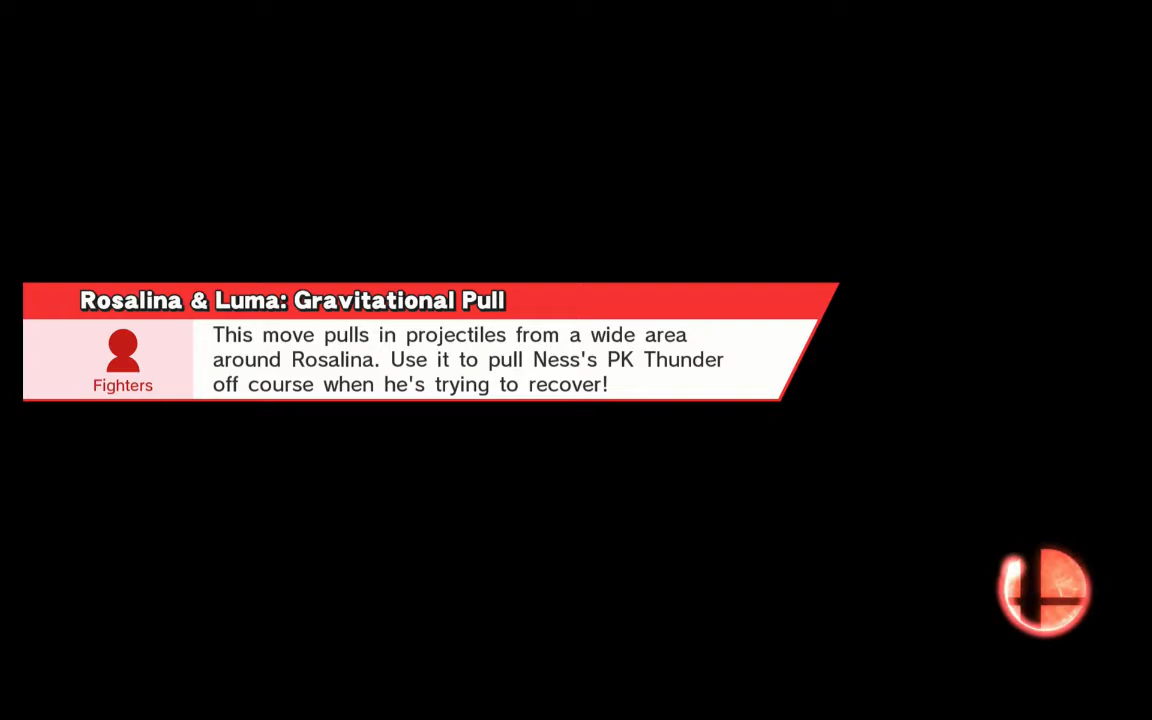 Rosalina & Luma: Gravitational Pull
This move pulls in projectiles from a wide area
around Rosalina. Use it to pull Ness's PK Thunder
off course when he's trying to recover!
Fighters